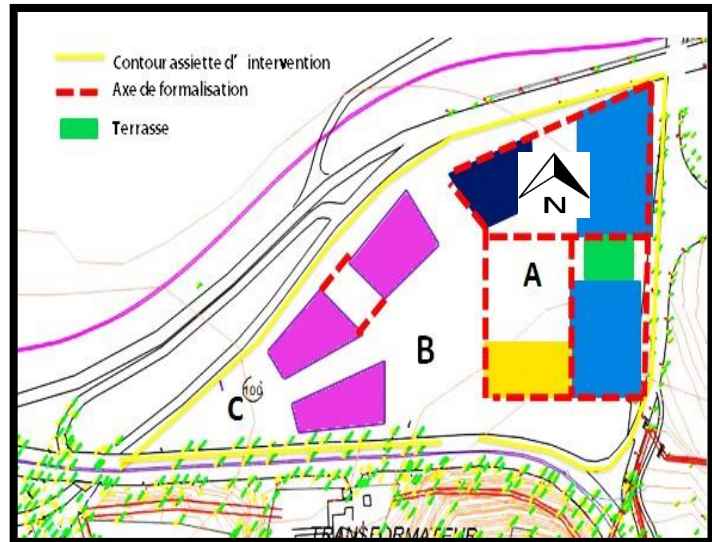 Contour assiette d' intervention
Axe de formalisation
Terrasse
N
A
B
C
100
TRANSFORMATEUR